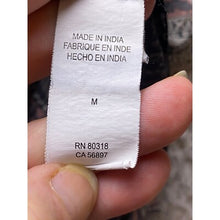 MADE IN INDIA
FABRIQUE EN INDE
HECHO EN INDIA
M
RN 80318
CA 56897